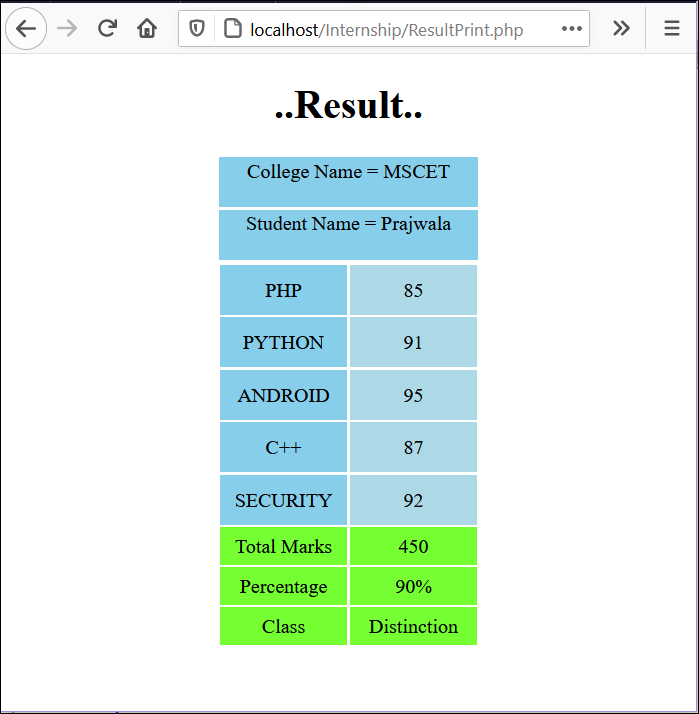 localhost/Internship/ResultPrint.php
..Result..
College Name = MSCET
Student Name = Prajwala
PHP 85
PYTHON 91
ANDROID 95
C++ 87
SECURITY 92
Total Marks 450
Percentage 90%
Class Distinction